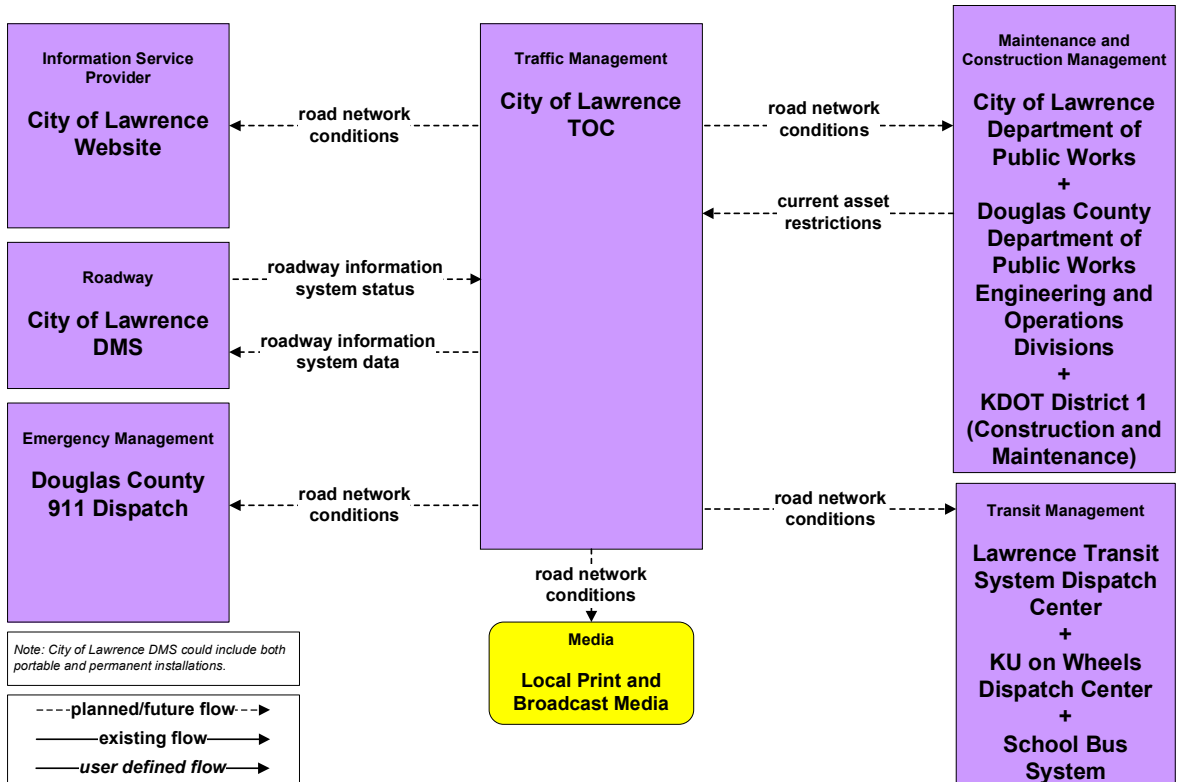 Information Service
Provider
City of Lawrence
Website
road network
conditions
Traffic Management
City of Lawrence
TOC
road network
conditions
current asset
restrictions
Maintenance and
Construction Management
City of Lawrence
Department of
Public Works
+
Douglas County
Department of
Public Works
Engineering and
Operations
Divisions
+
KDOT District 1
(Construction and
Maintenance)
Roadway
City of Lawrence
DMS
roadway information
system status
roadway information
system data
Emergency Management
Douglas County
911 Dispatch
road network
conditions
road network
conditions
Transit Management
Lawrence Transit
System Dispatch
Center
+
KU on Wheels
Dispatch Center
+
School Bus
System
road network
conditions
Media
Local Print and
Broadcast Media
Note: City of Lawrence DMS could include both
portable and permanent installations.
planned/future flow
existing flow
user defined flow